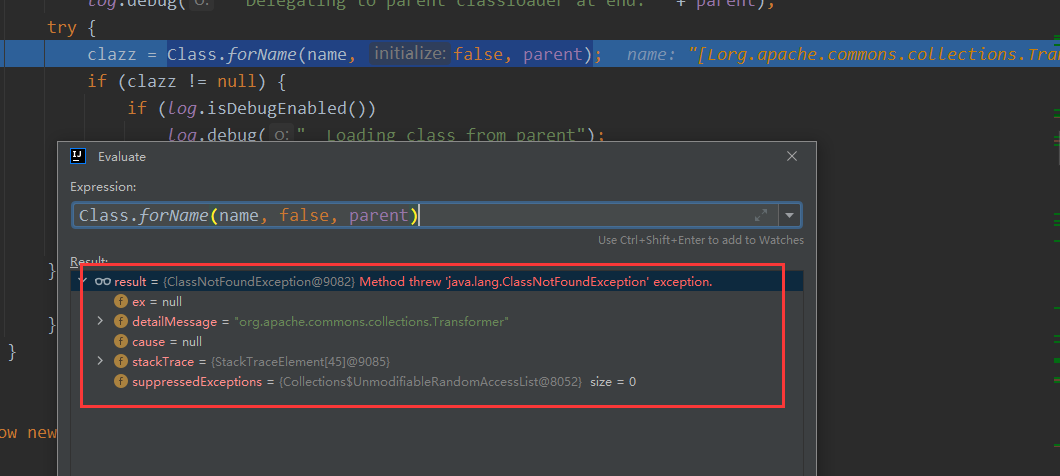 log.debug( o: "  Delegating to parent classloader at end: " + parent);
try {
clazz = Class.forName(name, initialize: false, parent); name: "[Lorg.apache.commons.collections.Tran
if (clazz != null) {
if (log.isDebugEnabled())
log.debug( o: "  Loading class from parent");
Evaluate
Expression:
Class.forName(name, false, parent)
Use Ctrl+Shift+Enter to add to Watches
Result:
result = {ClassNotFoundException@9082} Method threw 'java.lang.ClassNotFoundException' exception.
f ex = null
f detailMessage = "org.apache.commons.collections.Transformer"
f cause = null
f stackTrace = {StackTraceElement[45]@9085}
f suppressedExceptions = {Collections$UnmodifiableRandomAccessList@8052} size = 0
}
}
}
ow new